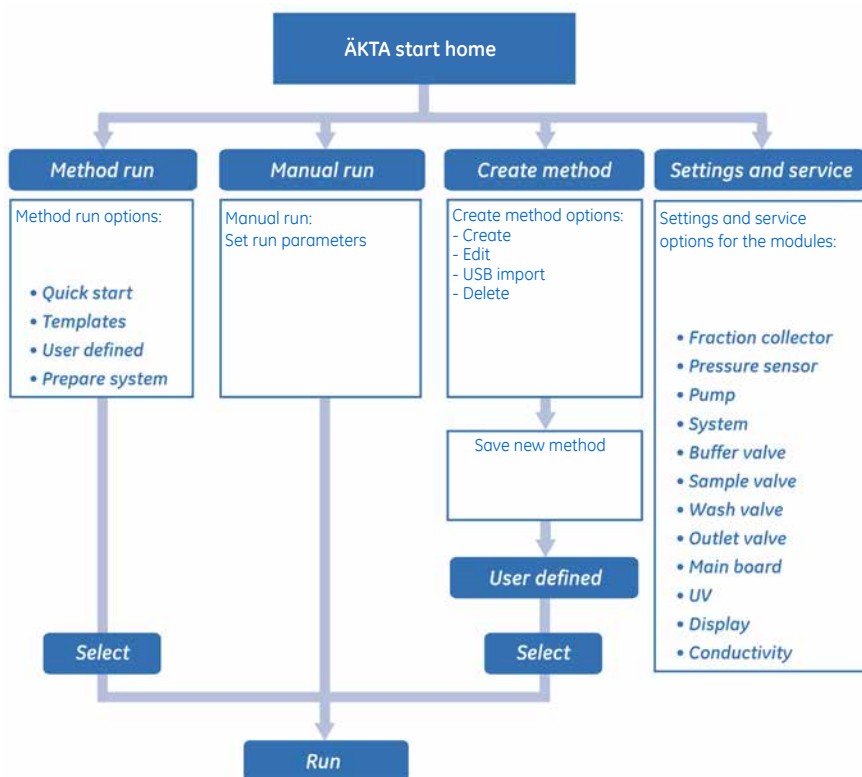 ÄKTA start home
Method run
Method run options:
• Quick start
• Templates
• User defined
• Prepare system
Select
Manual run
Manual run:
Set run parameters
Create method
Create method options:
- Create
- Edit
- USB import
- Delete
Save new method
User defined
Select
Settings and service
Settings and service
options for the modules:
• Fraction collector
• Pressure sensor
• Pump
• System
• Buffer valve
• Sample valve
• Wash valve
• Outlet valve
• Main board
• UV
• Display
• Conductivity
Run